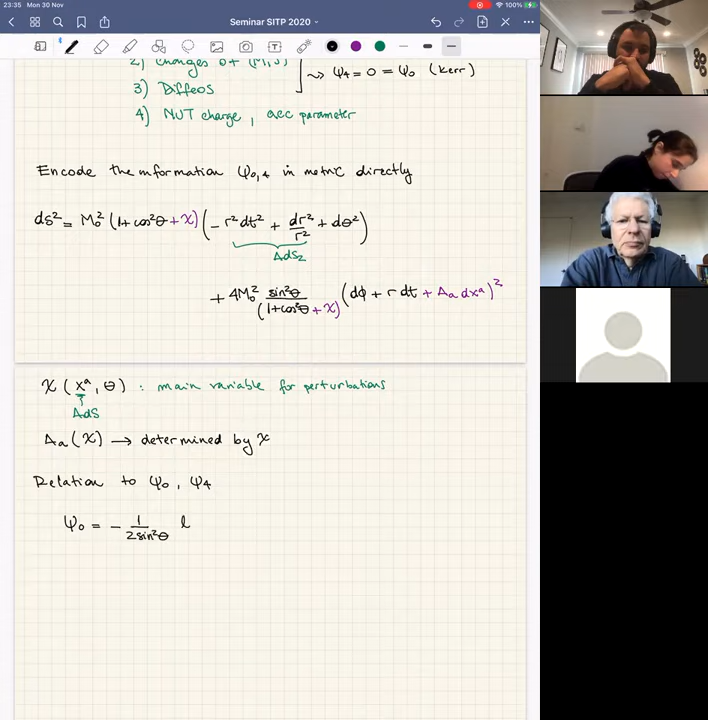 23:35 Mon 30 Nov
100%
Seminar SITP 2020
2) Changes of (M, J)
3) Diffeos
⇝ Ψ₄ = 0 = Ψ₀ (Kerr)
4) NUT charge, acc parameter
Encode the information Ψ₀,₄ in metric directly
ds² = M₀² (1+cos²θ + χ) (- r²dt² + dr²/r² + dθ²)
AdS₂
+ 4M₀² sin²θ/(1+cos²θ + χ) (dϕ + r dt + Aₐ dxᵃ)²
χ (xᵃ, θ) : main variable for perturbations
AdS
Aₐ(χ) → determined by χ
Relation to Ψ₀, Ψ₄
Ψ₀ = - 1/2sin²θ l